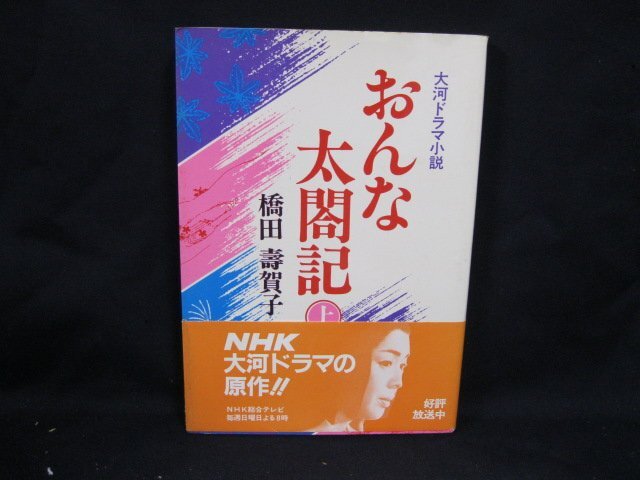 大河ドラマ小説
おんな
太閤記
橋田 壽賀子
上
NHK
大河ドラマの
原作!!
NHK総合テレビ
毎週日曜日よる8時
好評
放送中